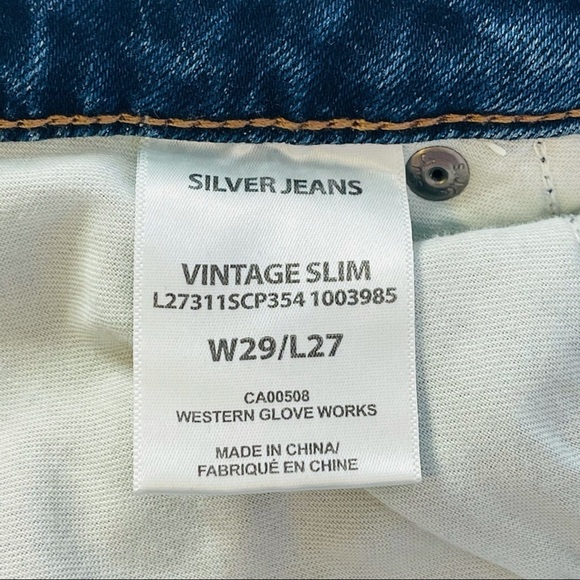 SILVER JEANS
VINTAGE SLIM
L27311SCP354 1003985
W29/L27
CA00508
WESTERN GLOVE WORKS
MADE IN CHINA/
FABRIQUÉ EN CHINE